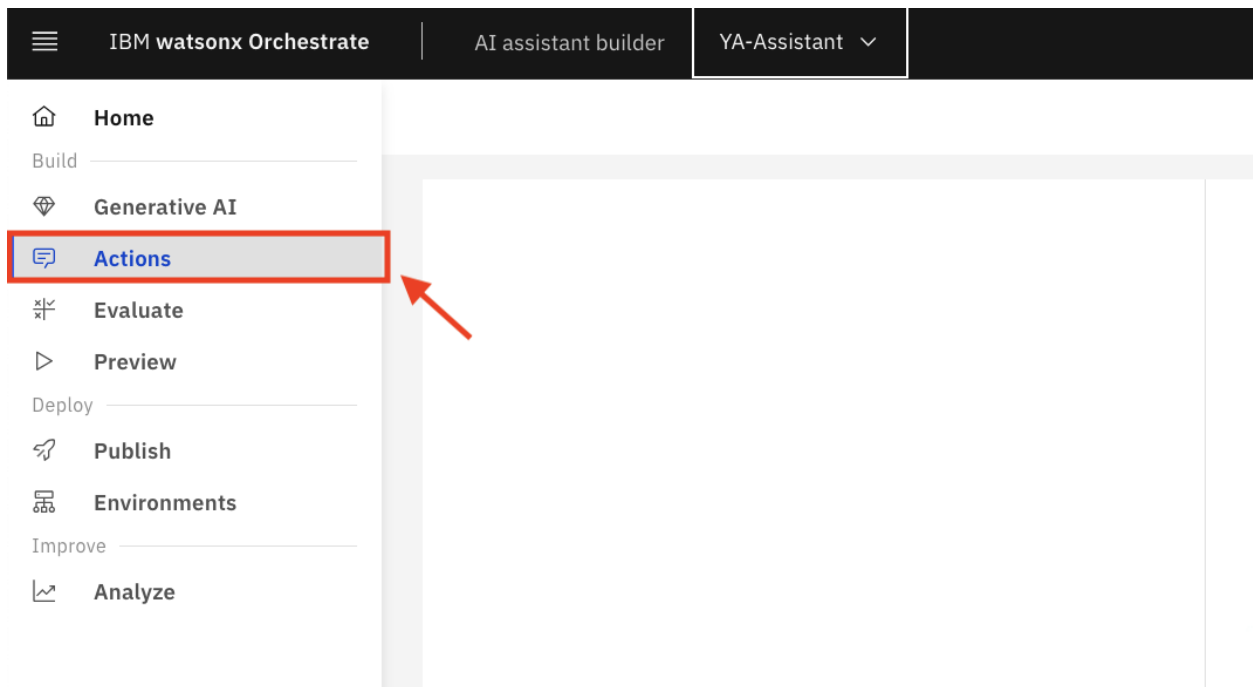 IBM watsonx Orchestrate AI assistant builder YA-Assistant
Home
Build
Generative AI
Actions
Evaluate
Preview
Deploy
Publish
Environments
Improve
Analyze